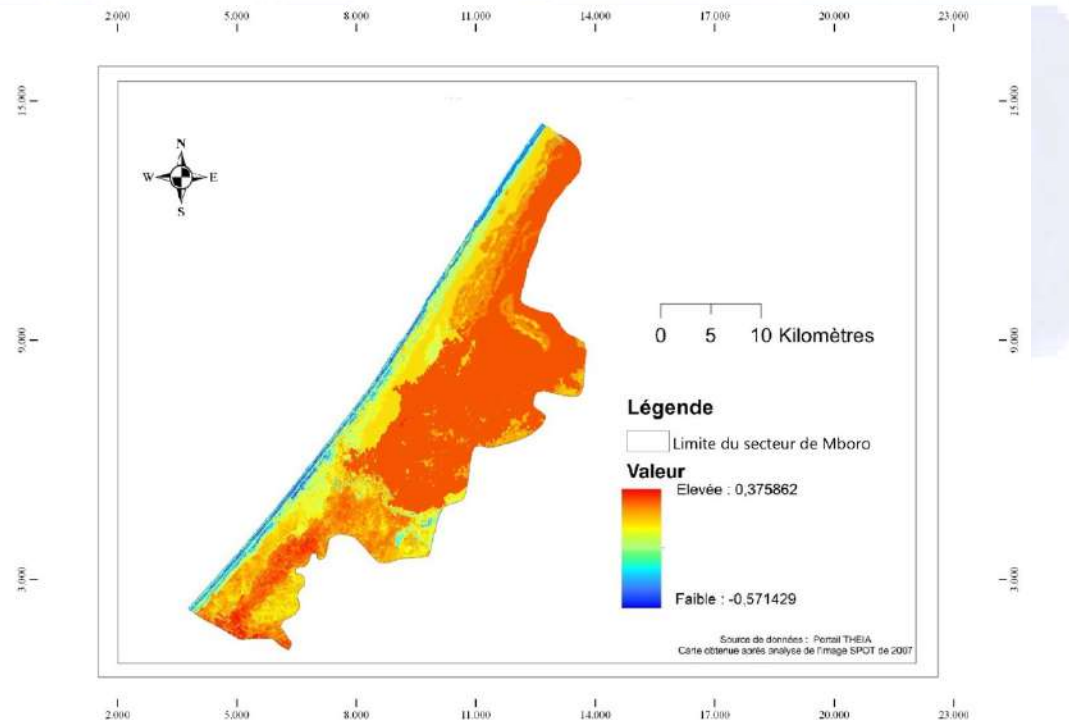 2.000 5.000 8.000 11.000 14.000 17.000 20.000 23.000
15.000 15.000
N
W E
S
9.000 9.000
0 5 10 Kilomètres
Légende
Limite du secteur de Mboro
Valeur
Elevée : 0,375862
3.000 3.000
Faible : -0,571429
Source de données : Portail THEIA
Carte obtenue après analyse de l'image SPOT de 2007
2.000 5.000 8.000 11.000 14.000 17.000 20.000 23.000